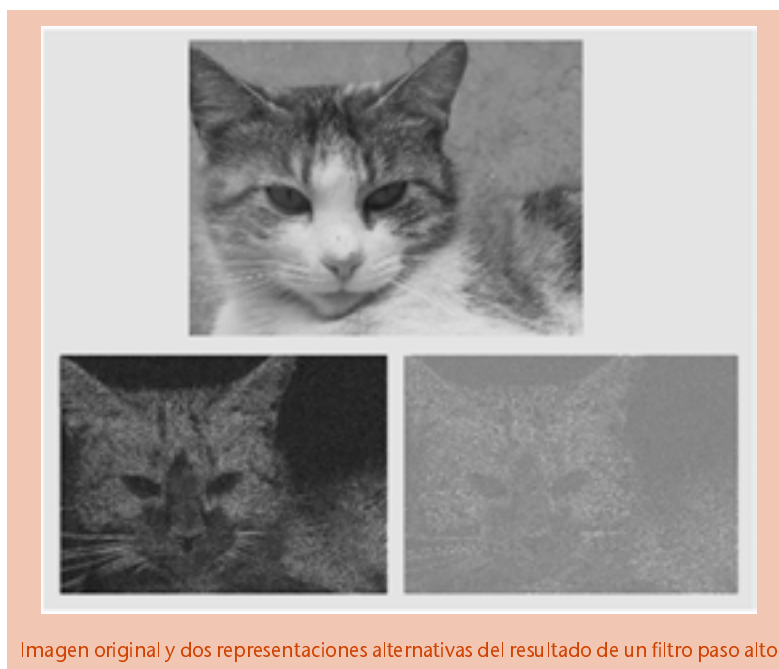 Imagen original y dos representaciones alternativas del resultado de un filtro paso alto